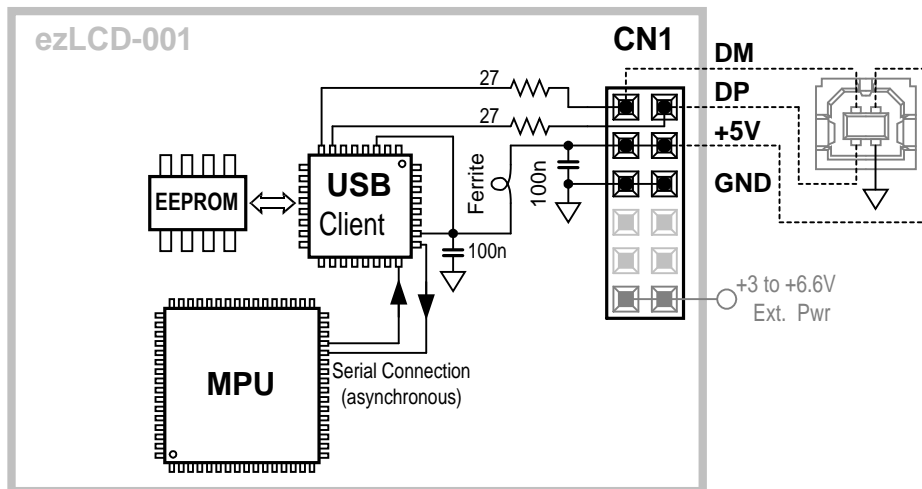 ezLCD-001
CN1
DM
27
DP
27
+5V
USB
Client
Ferrite
100n
GND
EEPROM
100n
+3 to +6.6V
Ext. Pwr
MPU
Serial Connection
(asynchronous)